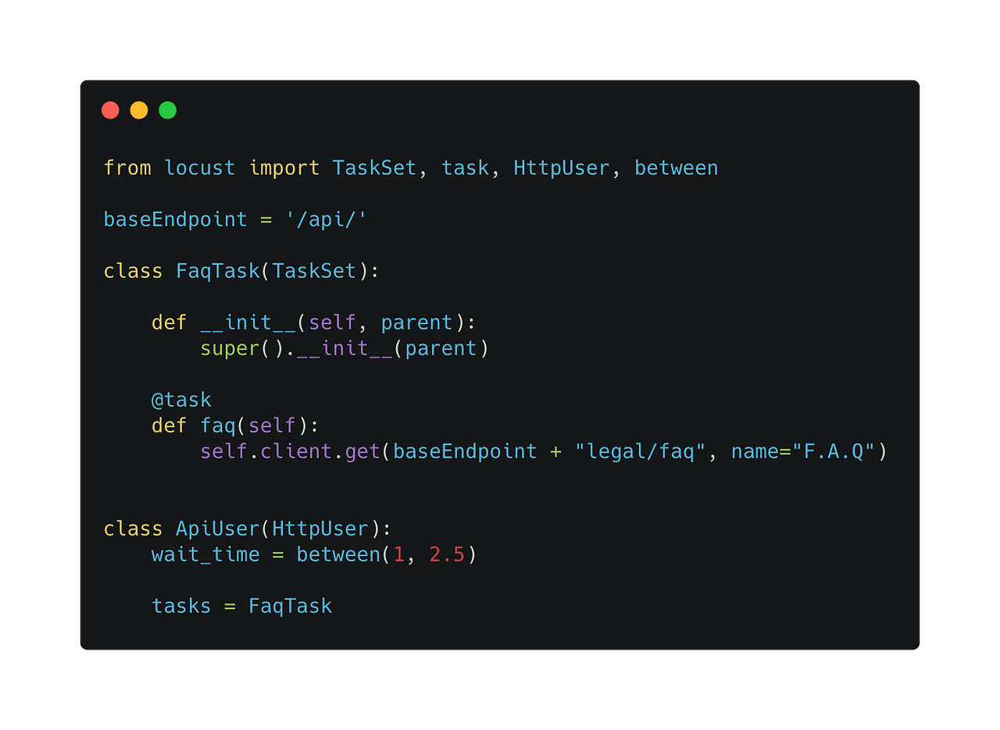 from locust import TaskSet, task, HttpUser, between
baseEndpoint = '/api/'
class FaqTask(TaskSet):
    def __init__(self, parent):
        super().__init__(parent)
    @task
    def faq(self):
        self.client.get(baseEndpoint + "legal/faq", name="F.A.Q")
class ApiUser(HttpUser):
    wait_time = between(1, 2.5)
    tasks = FaqTask